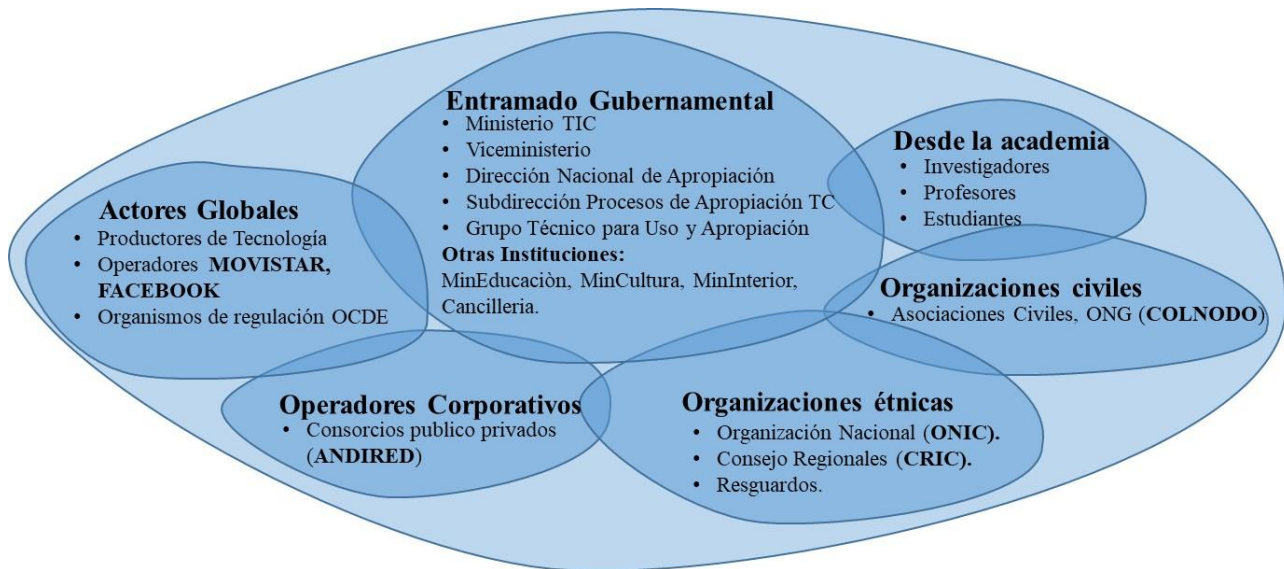 Entramado Gubernamental
• Ministerio TIC
• Viceministerio
• Dirección Nacional de Apropiación
• Subdirección Procesos de Apropiación TC
• Grupo Técnico para Uso y Apropiación
Otras Instituciones:
MinEducaciòn, MinCultura, MinInterior,
Cancilleria.
Desde la academia
• Investigadores
• Profesores
• Estudiantes
Actores Globales
• Productores de Tecnología
• Operadores MOVISTAR,
FACEBOOK
• Organismos de regulación OCDE
Organizaciones civiles
• Asociaciones Civiles, ONG (COLNODO)
Operadores Corporativos
• Consorcios publico privados
(ANDIRED)
Organizaciones étnicas
• Organización Nacional (ONIC).
• Consejo Regionales (CRIC).
• Resguardos.